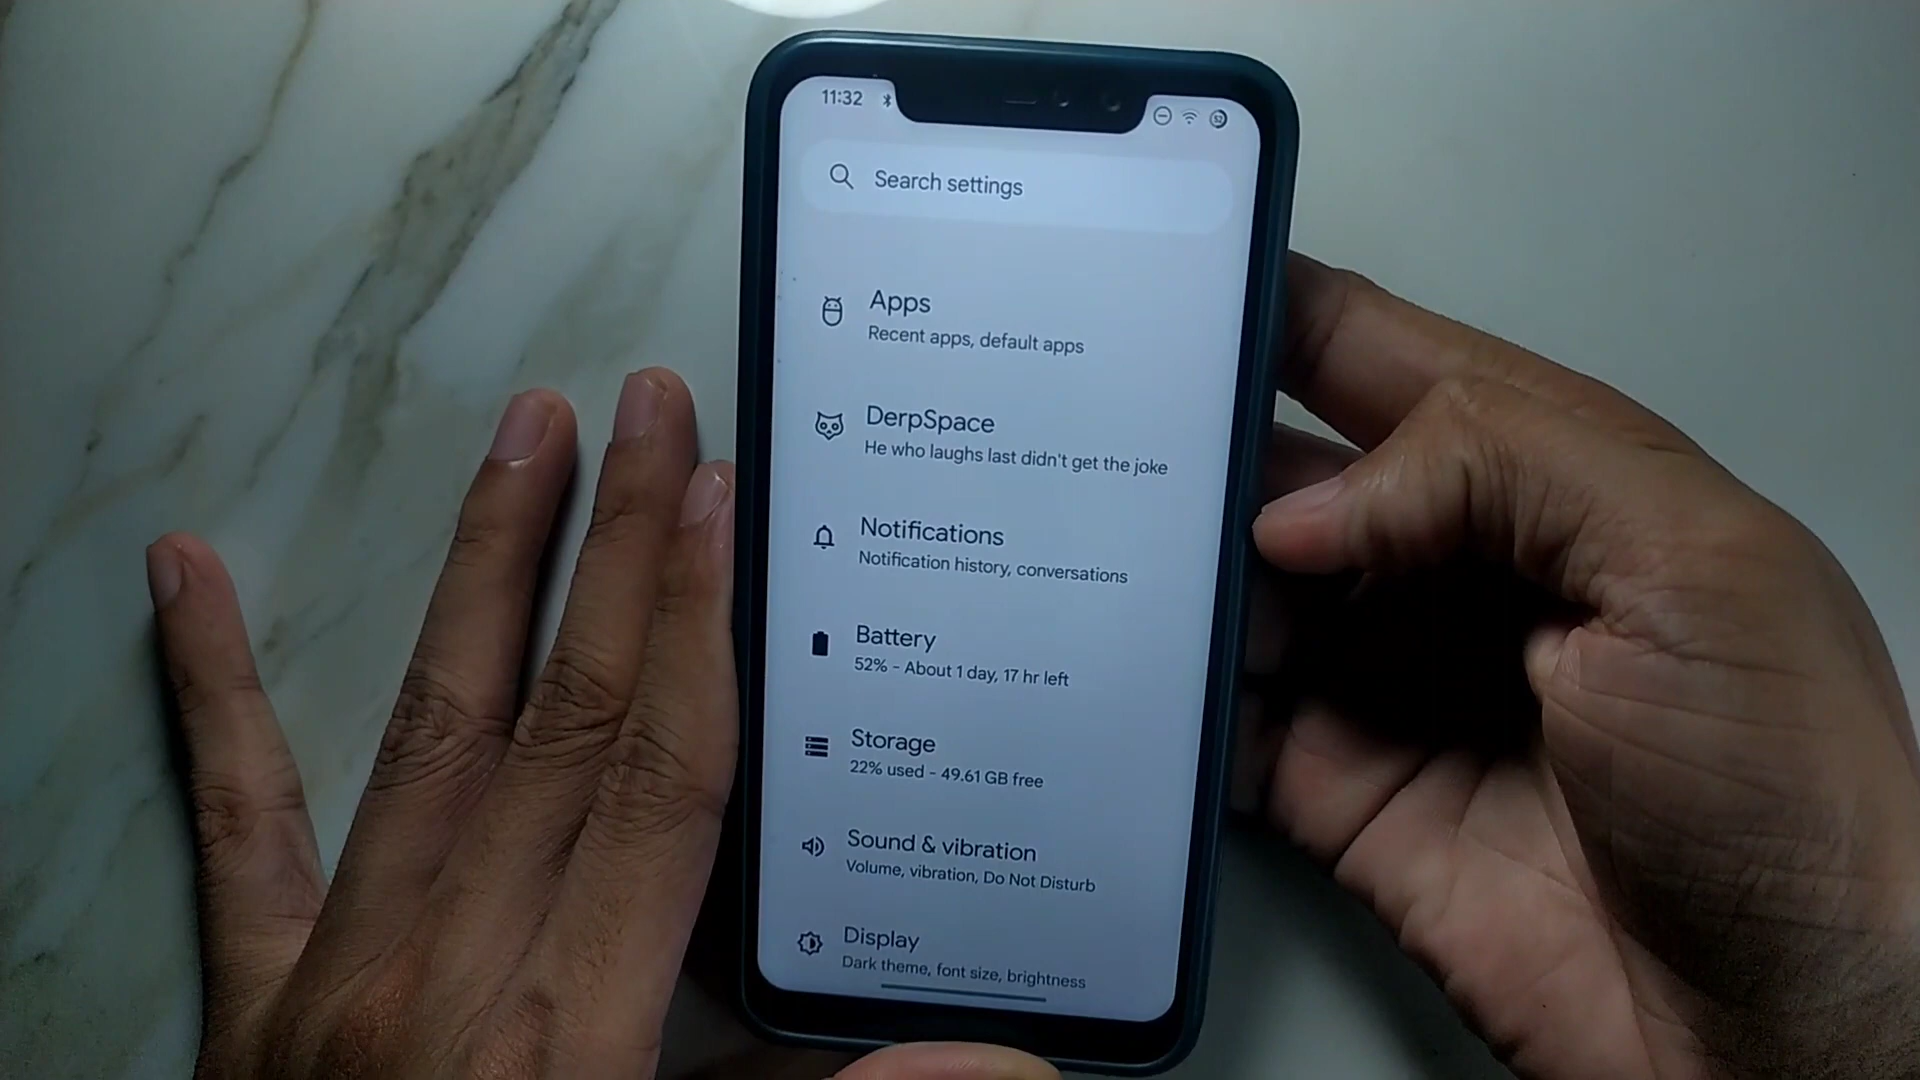 11:32
52
Search settings
Apps
Recent apps, default apps
DerpSpace
He who laughs last didn't get the joke
Notifications
Notification history, conversations
Battery
52% - About 1 day, 17 hr left
Storage
22% used - 49.61 GB free
Sound & vibration
Volume, vibration, Do Not Disturb
Display
Dark theme, font size, brightness